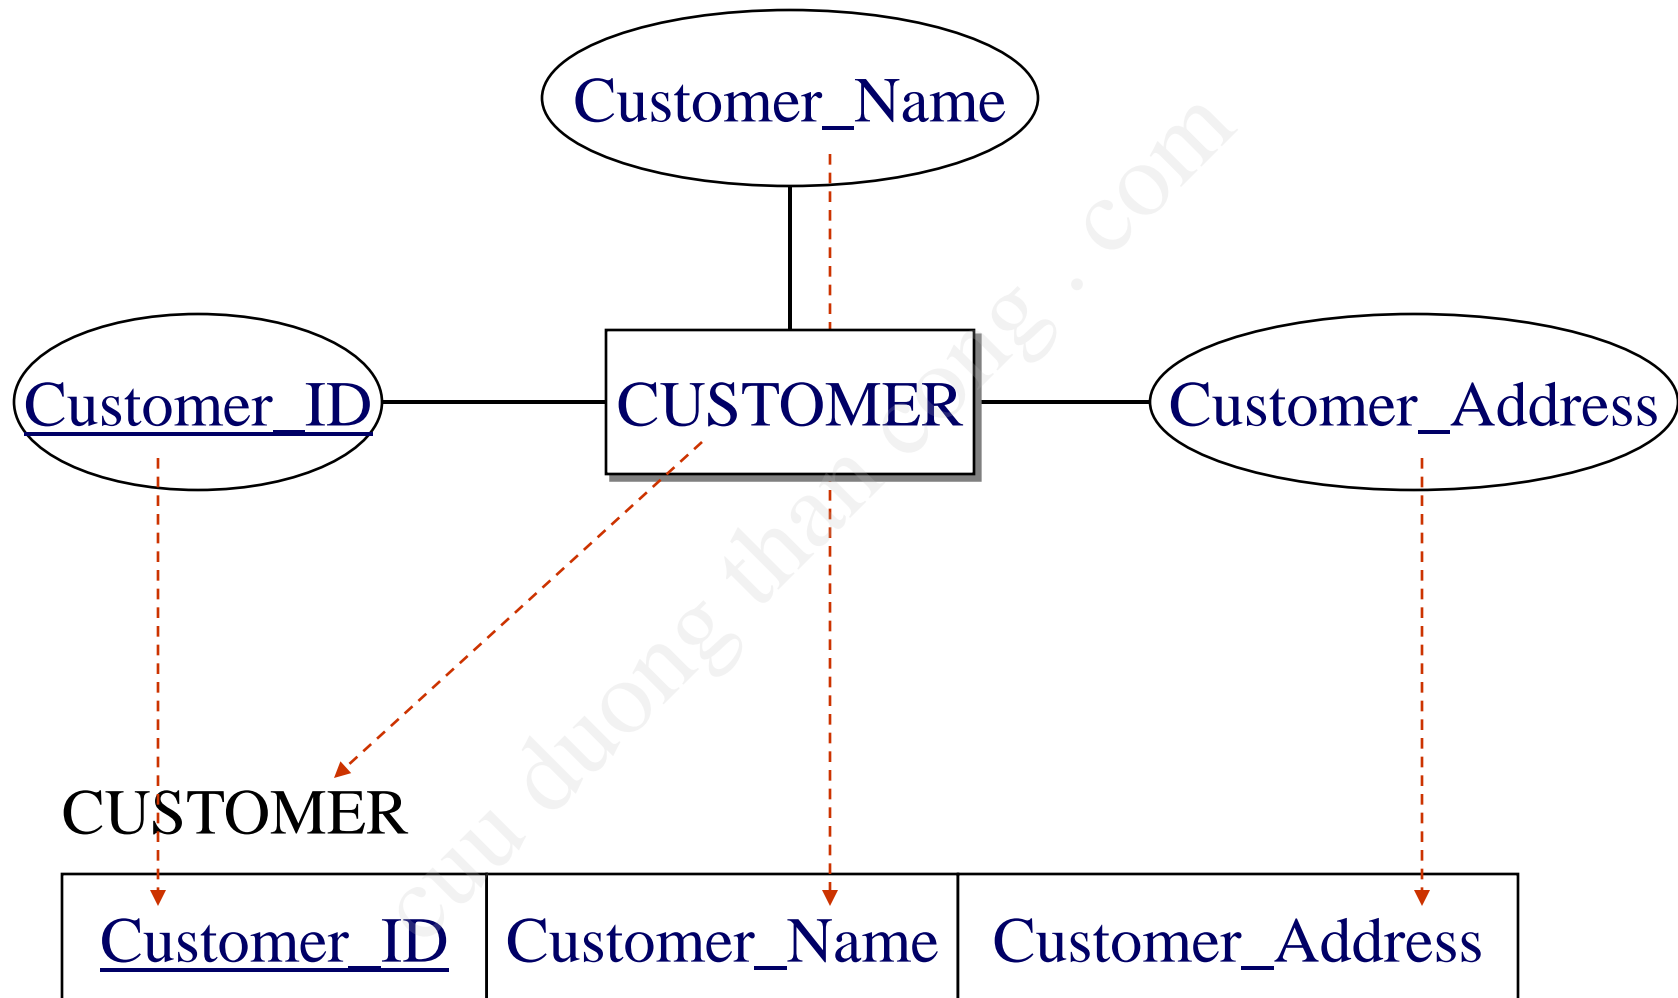 Customer_Name
Customer_ID
CUSTOMER
Customer_Address
CUSTOMER
Customer_ID
Customer_Name
Customer_Address
cuu duong than cong . com